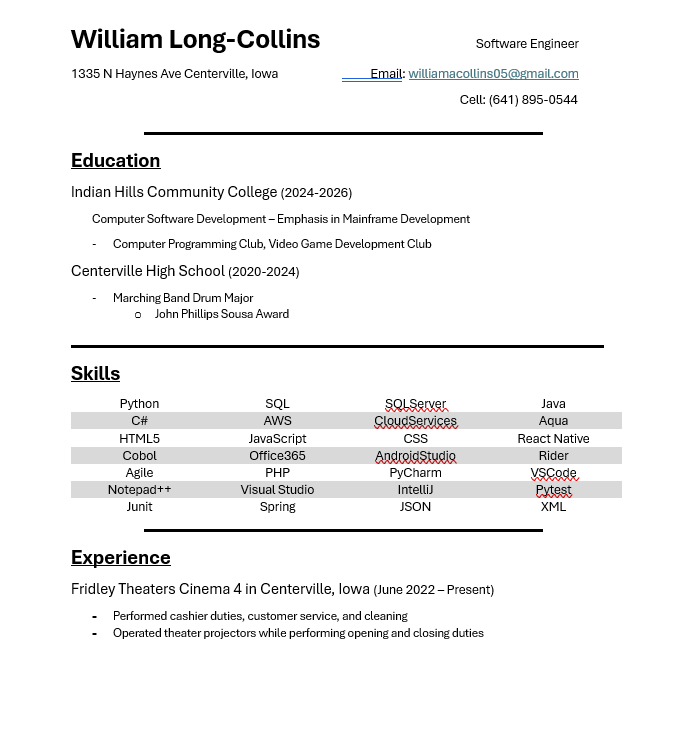 William Long-Collins
Software Engineer
1335 N Haynes Ave Centerville, Iowa
Email: williamacollins05@gmail.com
Cell: (641) 895-0544
Education
Indian Hills Community College (2024-2026)
Computer Software Development – Emphasis in Mainframe Development
- Computer Programming Club, Video Game Development Club
Centerville High School (2020-2024)
- Marching Band Drum Major
o John Phillips Sousa Award
Skills
Python SQL SQLServer Java
C# AWS CloudServices Aqua
HTML5 JavaScript CSS React Native
Cobol Office365 AndroidStudio Rider
Agile PHP PyCharm VSCode
Notepad++ Visual Studio IntelliJ Pytest
Junit Spring JSON XML
Experience
Fridley Theaters Cinema 4 in Centerville, Iowa (June 2022 – Present)
- Performed cashier duties, customer service, and cleaning
- Operated theater projectors while performing opening and closing duties